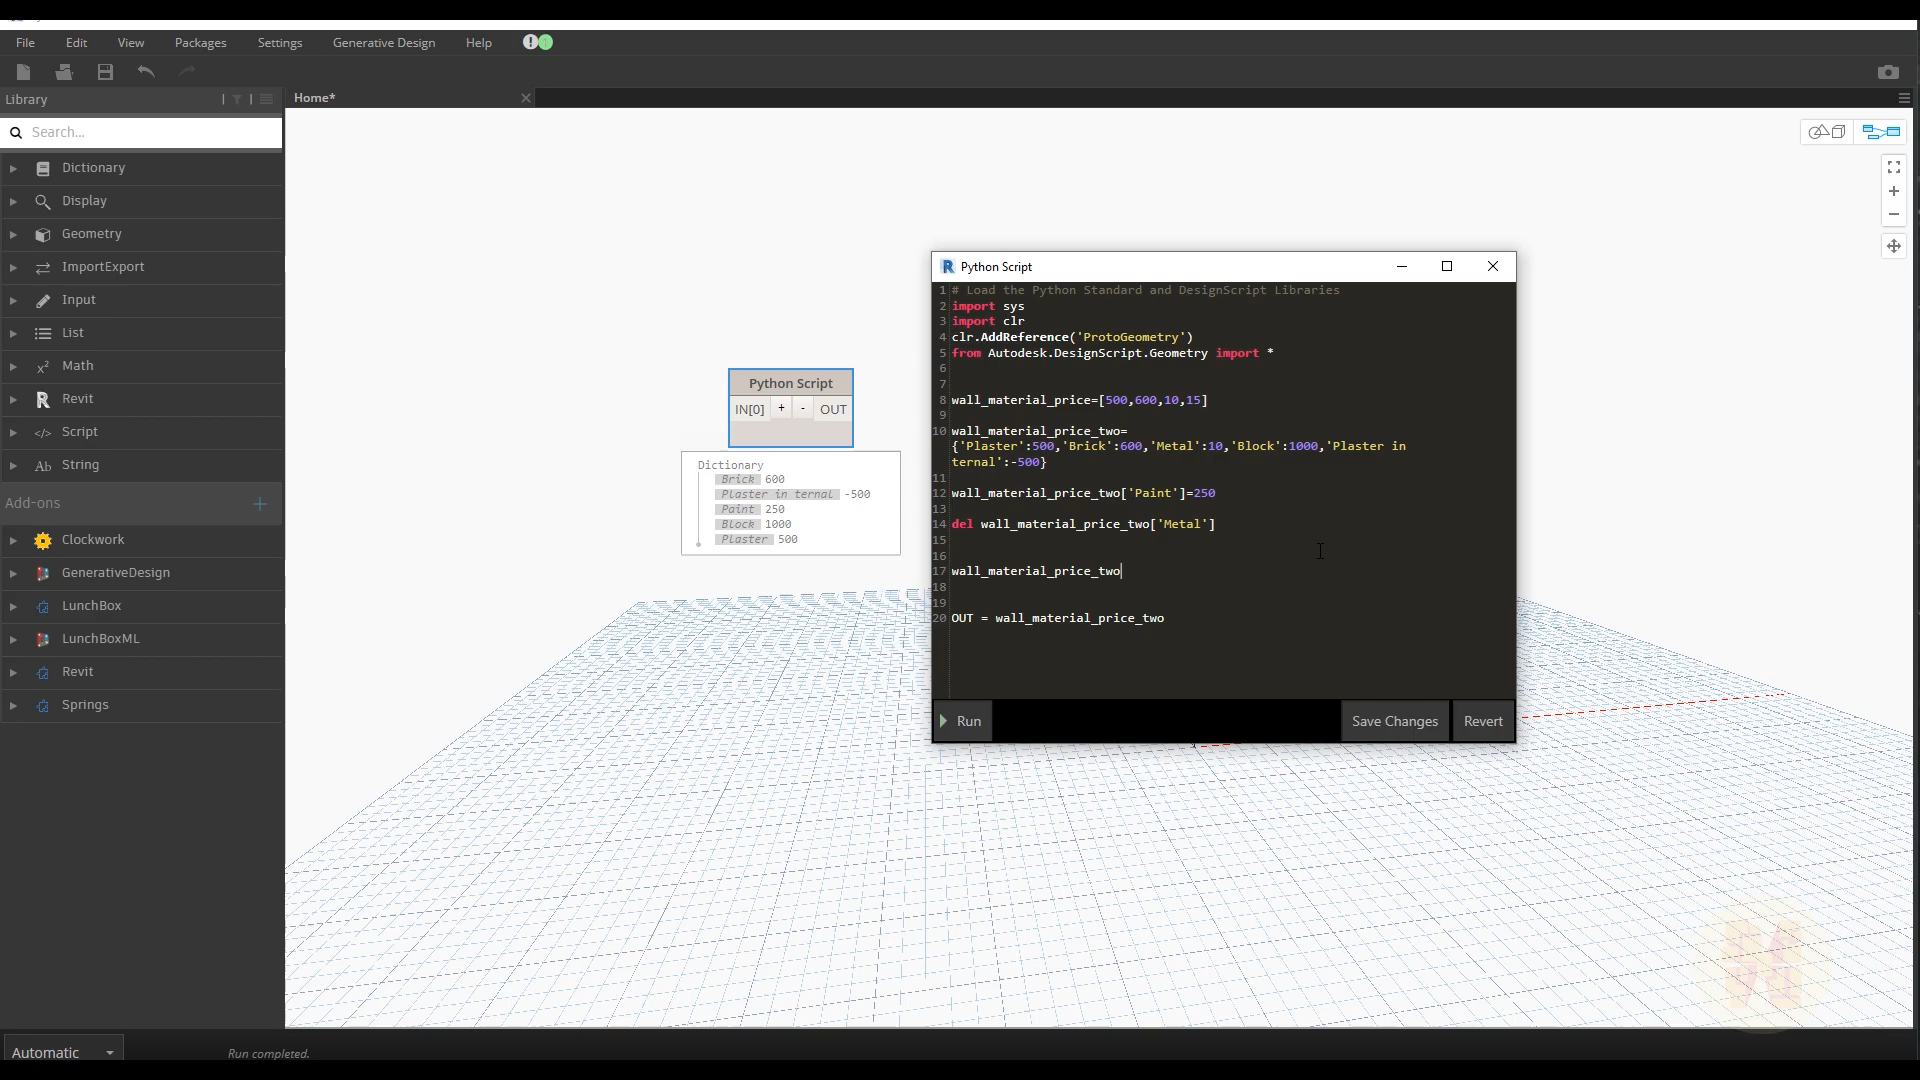 File Edit View Packages Settings Generative Design Help
Library
Home*
Search...
Dictionary
Display
Geometry
ImportExport
Input
List
Math
Revit
Script
String
Add-ons
Clockwork
GenerativeDesign
LunchBox
LunchBoxML
Revit
Springs
Python Script
IN[0] + - OUT
Dictionary
Brick 600
Plaster in ternal -500
Paint 250
Block 1000
Plaster 500
Python Script
1 # Load the Python Standard and DesignScript Libraries
2 import sys
3 import clr
4 clr.AddReference('ProtoGeometry')
5 from Autodesk.DesignScript.Geometry import *
6
7
8 wall_material_price=[500,600,10,15]
9
10 wall_material_price_two=
{'Plaster':500,'Brick':600,'Metal':10,'Block':1000,'Plaster in
ternal':-500}
11
12 wall_material_price_two['Paint']=250
13
14 del wall_material_price_two['Metal']
15
16
17 wall_material_price_two
18
19
20 OUT = wall_material_price_two
Run Save Changes Revert
Automatic Run completed.